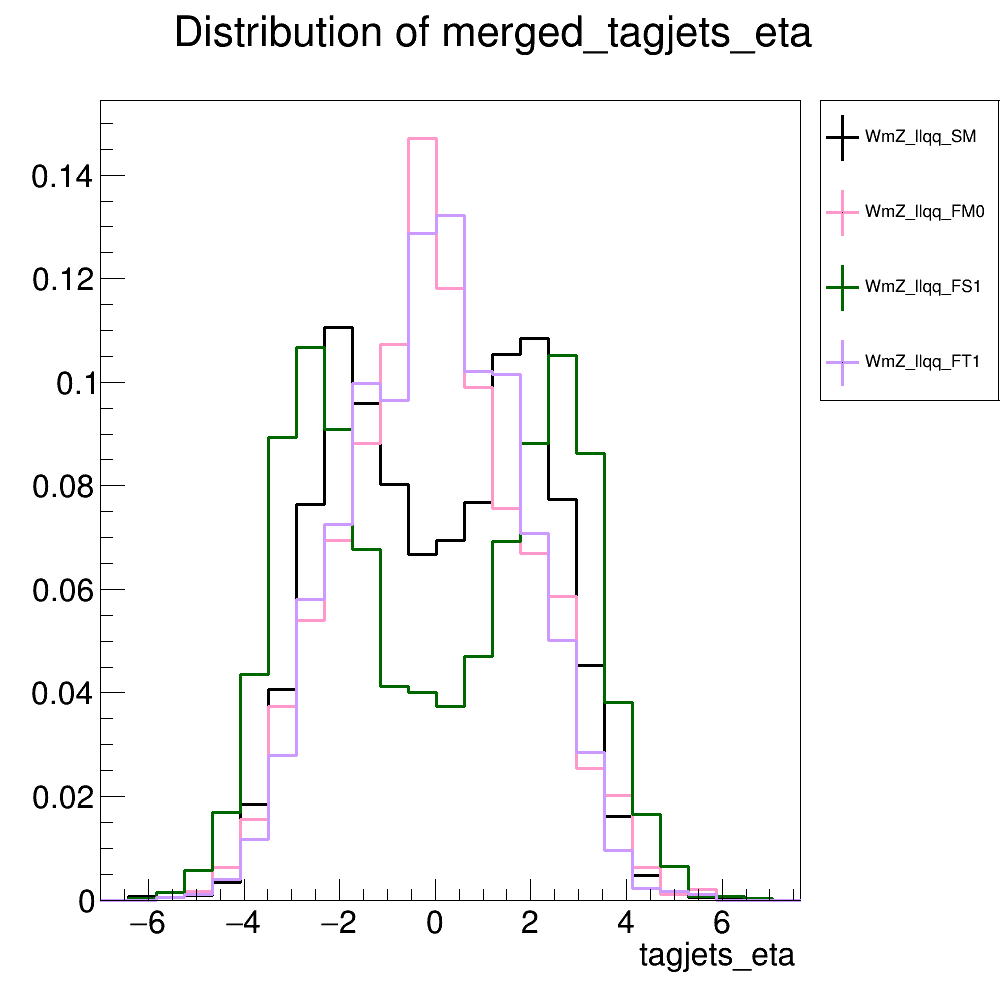 Distribution of merged_tagjets_eta
WmZ_llqq_SM
WmZ_llqq_FM0
WmZ_llqq_FS1
WmZ_llqq_FT1
0.14
0.12
0.1
0.08
0.06
0.04
0.02
0
−6 −4 −2 0 2 4 6
tagjets_eta